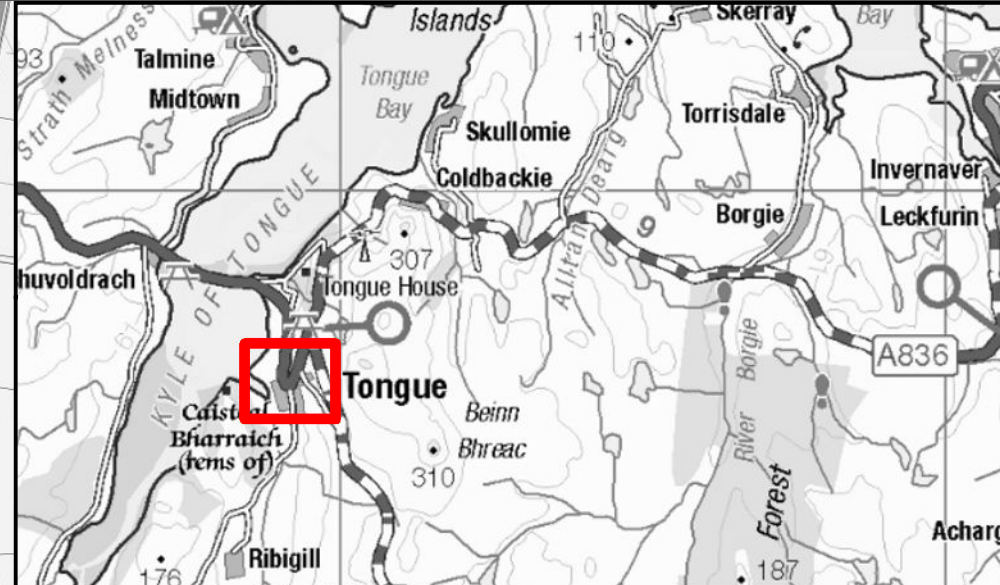 Islands
Skerray
Bay
110
93
Strath Melness
Talmine
Tongue
Bay
Midtown
Torrisdale
Skullomie
Allt an Dearg
Invernaver
Coldbackie
KYLE OF TONGUE
Borgie
Leckfurin
9
307
huvoldrach
Tongue House
A836
River Borgie
Tongue
Caisteal
Bharraich
(rems of)
Beinn
Bhreac
310
Forest
Acharg
Ribigill
176
187